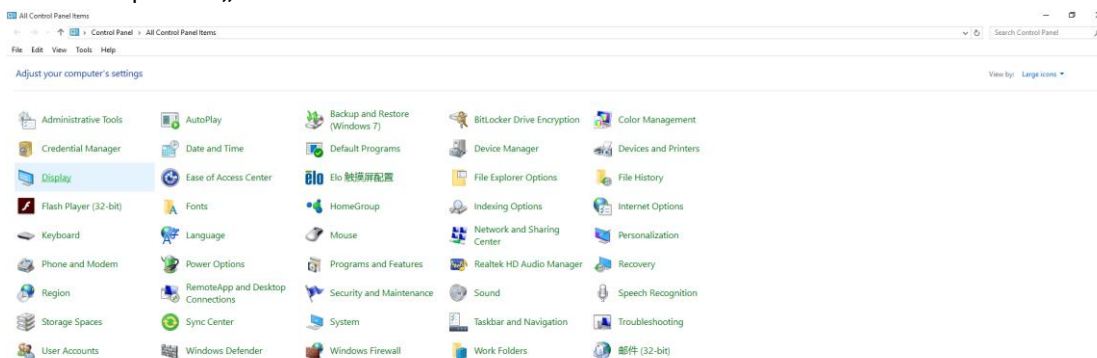 All Control Panel Items
Control Panel › All Control Panel Items
Search Control Panel
File Edit View Tools Help
Adjust your computer's settings
View by: Large icons
Administrative Tools
AutoPlay
Backup and Restore
(Windows 7)
BitLocker Drive Encryption
Color Management
Credential Manager
Date and Time
Default Programs
Device Manager
Devices and Printers
Display
Ease of Access Center
elo Elo 触摸屏配置
File Explorer Options
File History
Flash Player (32-bit)
Fonts
HomeGroup
Indexing Options
Internet Options
Keyboard
Language
Mouse
Network and Sharing
Center
Personalization
Phone and Modem
Power Options
Programs and Features
Realtek HD Audio Manager
Recovery
Region
RemoteApp and Desktop
Connections
Security and Maintenance
Sound
Speech Recognition
Storage Spaces
Sync Center
System
Taskbar and Navigation
Troubleshooting
User Accounts
Windows Defender
Windows Firewall
Work Folders
邮件 (32-bit)